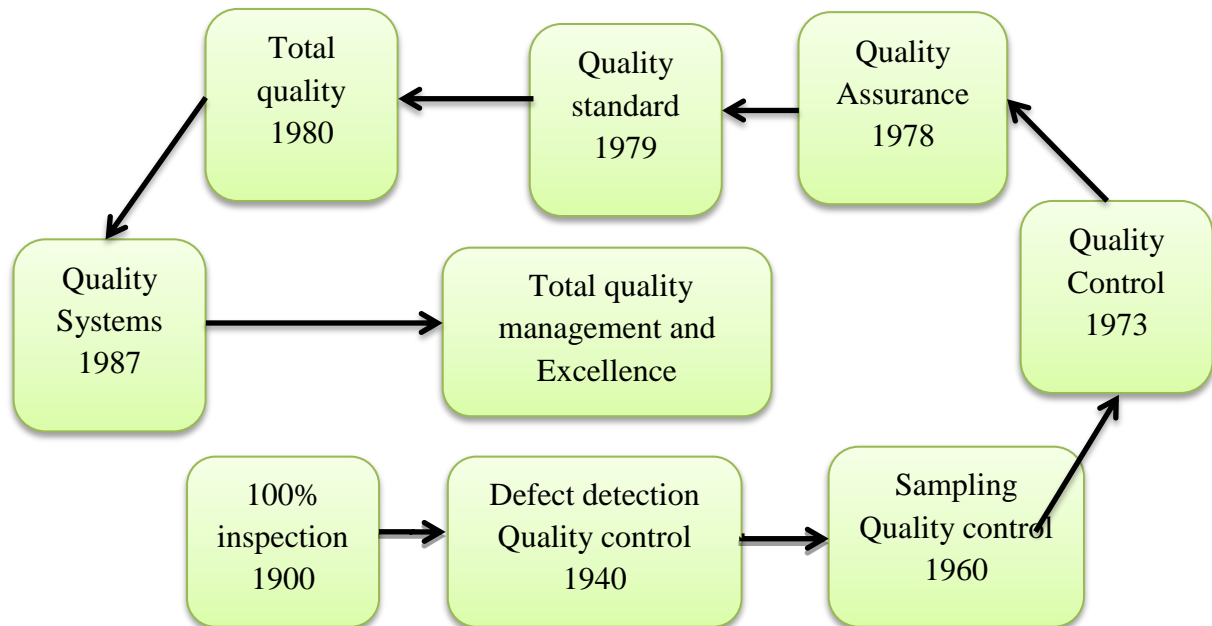 Total
quality
1980
Quality
standard
1979
Quality
Assurance
1978
Quality
Systems
1987
Total quality
management and
Excellence
Quality
Control
1973
100%
inspection
1900
Defect detection
Quality control
1940
Sampling
Quality control
1960